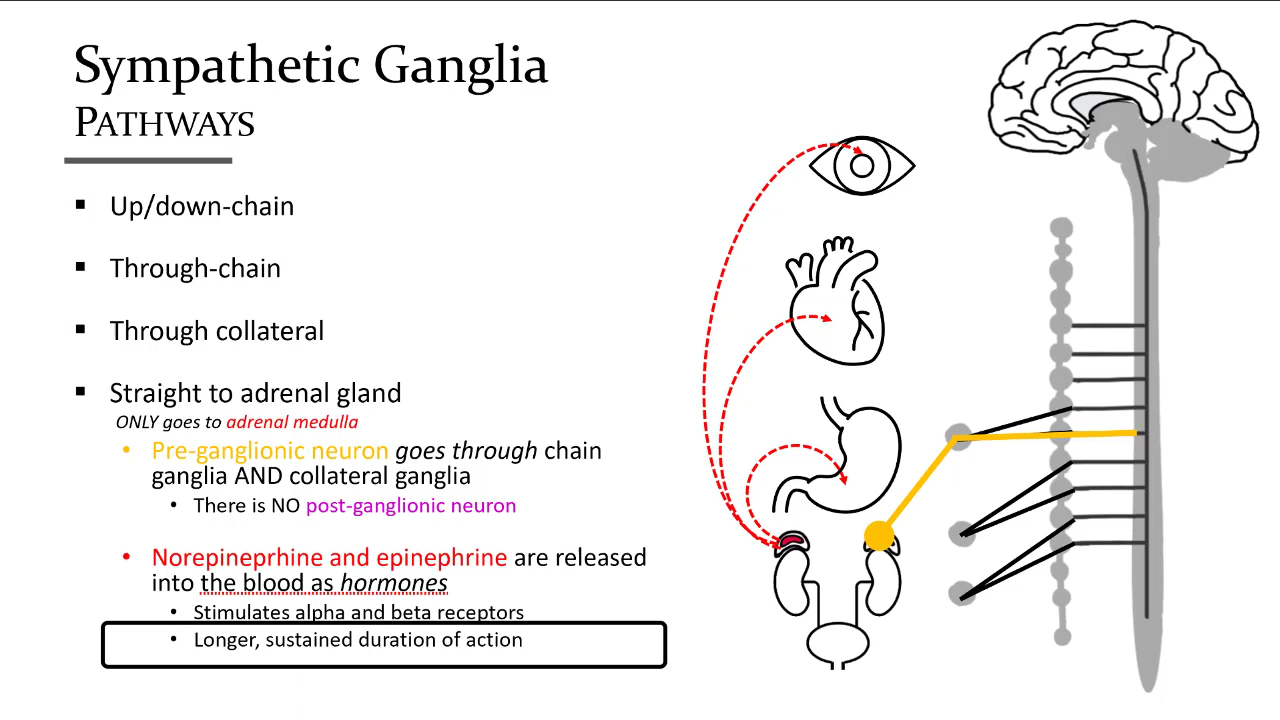 Sympathetic Ganglia
PATHWAYS
▪ Up/down-chain
▪ Through-chain
▪ Through collateral
▪ Straight to adrenal gland
ONLY goes to adrenal medulla
• Pre-ganglionic neuron goes through chain
ganglia AND collateral ganglia
• There is NO post-ganglionic neuron
• Norepineprhine and epinephrine are released
into the blood as hormones
• Stimulates alpha and beta receptors
• Longer, sustained duration of action